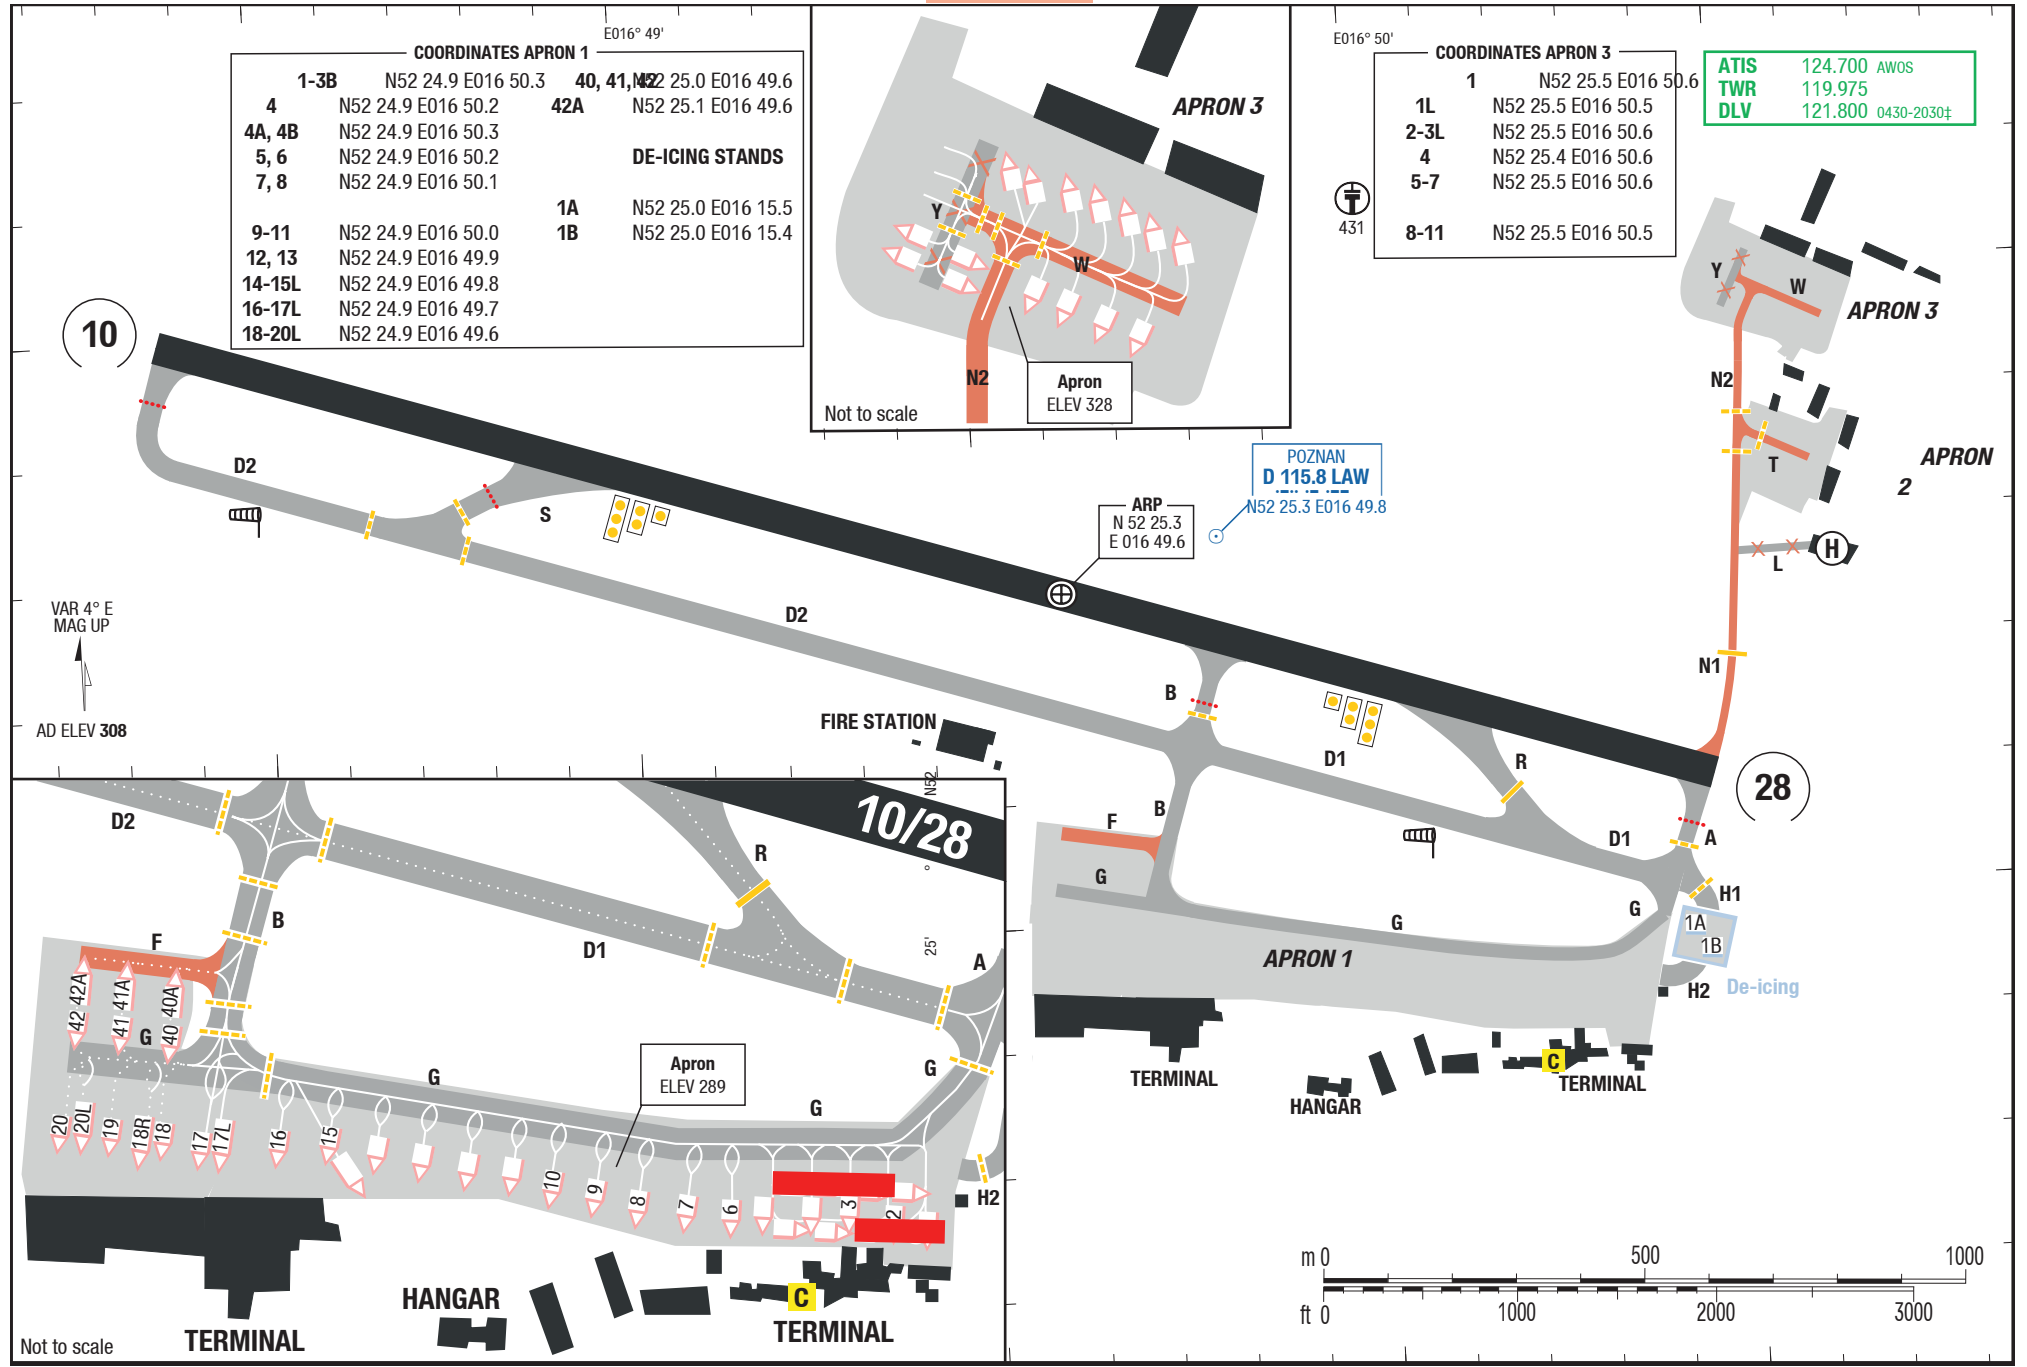 E016° 49'
COORDINATES APRON 1
1-3B N52 24.9 E016 50.3 40, 41, 42 N52 25.0 E016 49.6
4 N52 24.9 E016 50.2 42A N52 25.1 E016 49.6
4A, 4B N52 24.9 E016 50.3
5, 6 N52 24.9 E016 50.2 DE-ICING STANDS
7, 8 N52 24.9 E016 50.1
1A N52 25.0 E016 15.5
9-11 N52 24.9 E016 50.0 1B N52 25.0 E016 15.4
12, 13 N52 24.9 E016 49.9
14-15L N52 24.9 E016 49.8
16-17L N52 24.9 E016 49.7
18-20L N52 24.9 E016 49.6
APRON 3
Y
W
N2
Apron
ELEV 328
Not to scale
E016° 50'
COORDINATES APRON 3
1 N52 25.5 E016 50.6
1L N52 25.5 E016 50.5
2-3L N52 25.5 E016 50.6
4 N52 25.4 E016 50.6
5-7 N52 25.5 E016 50.6
8-11 N52 25.5 E016 50.5
431
ATIS 124.700 AWOS
TWR 119.975
DLV 121.800 0430-2030‡
Y
W
APRON 3
N2
T
APRON
2
H
L
N1
10
D2
S
D2
POZNAN
D 115.8 LAW
N52 25.3 E016 49.8
ARP
N 52 25.3
E 016 49.6
VAR 4° E
MAG UP
AD ELEV 308
FIRE STATION
N52
°
25'
B
D1
R
28
B
F
G
D1
A
H1
G
G
1A
1B
APRON 1
H2
De-icing
TERMINAL
HANGAR
C
TERMINAL
m 0 500 1000
ft 0 1000 2000 3000
10/28
D2
R
B
D1
A
F
42A
41A
40A
42
41
40
G
G
Apron
ELEV 289
G
G
20
20L
19
18R
18
17
17L
16
15
10
9
8
7
6
3
2
H2
HANGAR
C
TERMINAL
TERMINAL
Not to scale